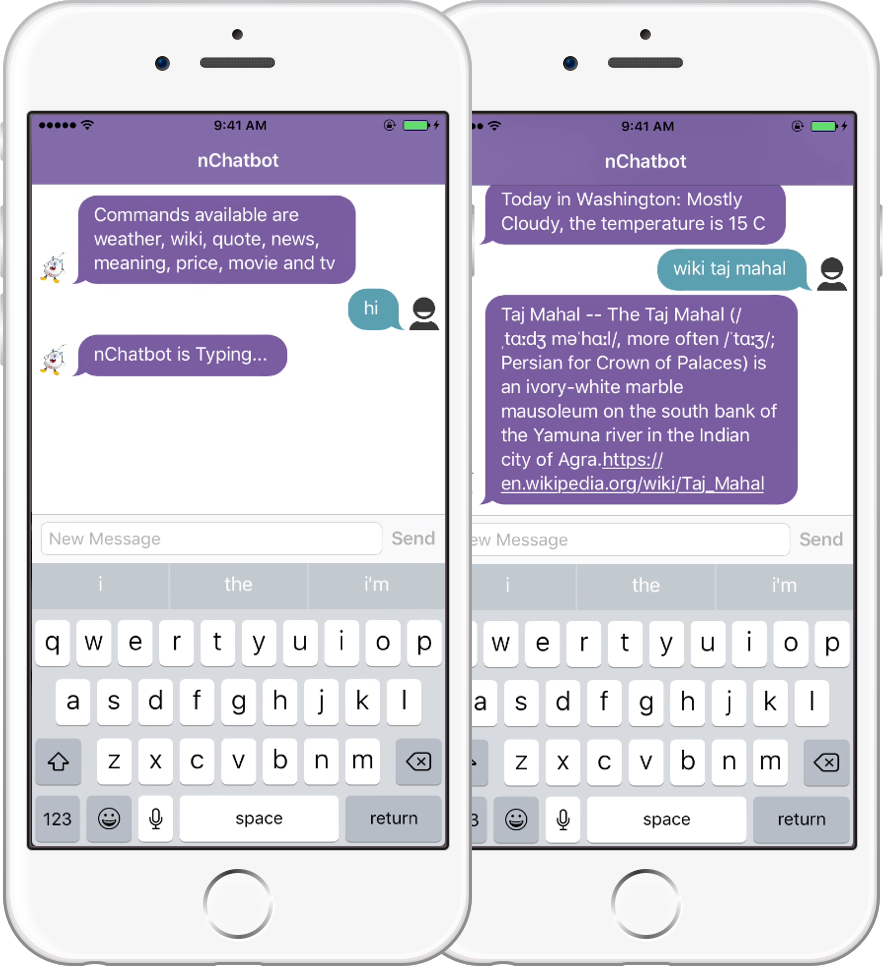 9:41 AM
nChatbot
Commands available are
weather, wiki, quote, news,
meaning, price, movie and tv
hi
nChatbot is Typing...
New Message Send
i the i'm
q w e r t y u i o p
a s d f g h j k l
z x c v b n m
123 space return
9:41 AM
nChatbot
Today in Washington: Mostly
Cloudy, the temperature is 15 C
wiki taj mahal
Taj Mahal -- The Taj Mahal (/
ˌtɑːdʒ məˈhɑːl/, more often /ˈtɑːʒ/;
Persian for Crown of Palaces) is
an ivory-white marble
mausoleum on the south bank of
the Yamuna river in the Indian
city of Agra.https://
en.wikipedia.org/wiki/Taj_Mahal
ew Message Send
i the i'm
w e r t y u i o p
a s d f g h j k l
z x c v b n m
3 space return